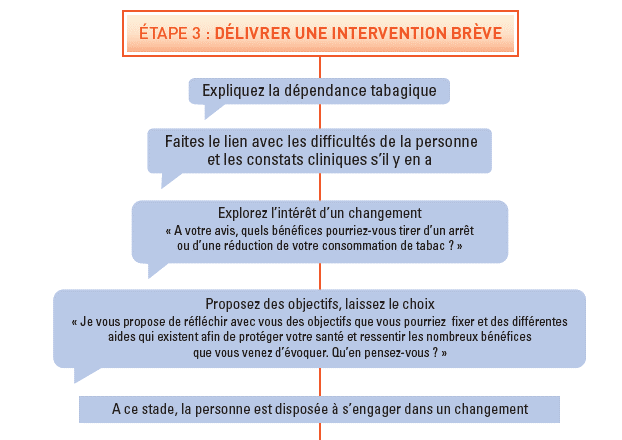 ÉTAPE 3 : DÉLIVRER UNE INTERVENTION BRÈVE
Expliquez la dépendance tabagique
Faites le lien avec les difficultés de la personne
et les constats cliniques s'il y en a
Explorez l'intérêt d'un changement
« A votre avis, quels bénéfices pourriez-vous tirer d'un arrêt
ou d'une réduction de votre consommation de tabac ? »
Proposez des objectifs, laissez le choix
« Je vous propose de réfléchir avec vous des objectifs que vous pourriez fixer et des différentes
aides qui existent afin de protéger votre santé et ressentir les nombreux bénéfices
que vous venez d'évoquer. Qu'en pensez-vous ? »
A ce stade, la personne est disposée à s'engager dans un changement